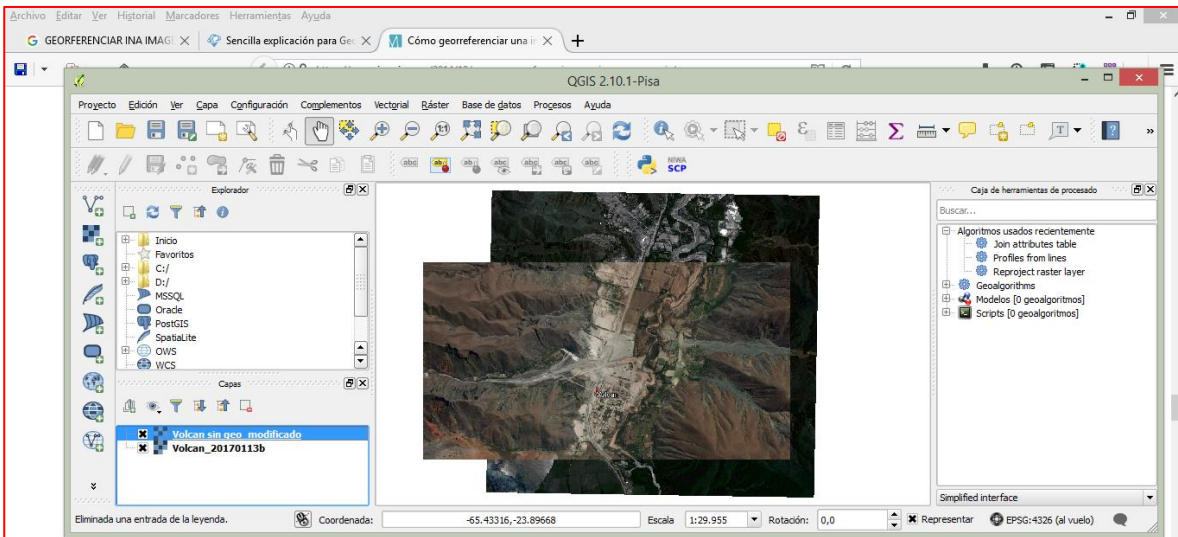 Archivo Editar Ver Historial Marcadores Herramientas Ayuda
GEORFERENCIAR INA IMAG
Sencilla explicación para Geo
Cómo georreferenciar una i
QGIS 2.10.1-Pisa
Proyecto Edición Ver Capa Configuración Complementos Vectorial Ráster Base de datos Procesos Ayuda
NIWA
SCP
Explorador
Inicio
Favoritos
C:/
D:/
MSSQL
Oracle
PostGIS
SpatiaLite
OWS
WCS
Capas
Volcan sin geo_modificado
Volcan_20170113b
Volcán
Caja de herramientas de procesado
Buscar...
Algoritmos usados recientemente
Join attributes table
Profiles from lines
Reproject raster layer
Geoalgorithms
Modelos [0 geoalgoritmos]
Scripts [0 geoalgoritmos]
Simplified interface
Eliminada una entrada de la leyenda.
Coordenada:
-65.43316,-23.89668
Escala
1:29.955
Rotación:
0,0
Representar
EPSG:4326 (al vuelo)